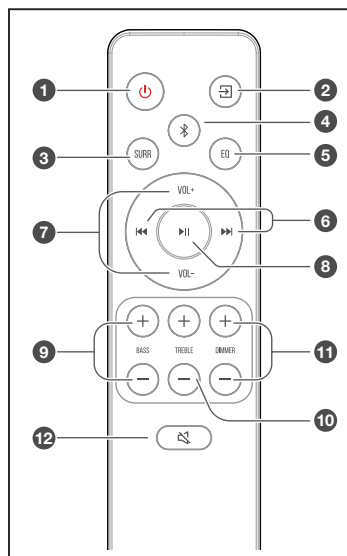 1
2
4
3
SURR
EQ
5
VOL+
7
6
8
VOL-
9
11
BASS
TREBLE
DIMMER
10
12